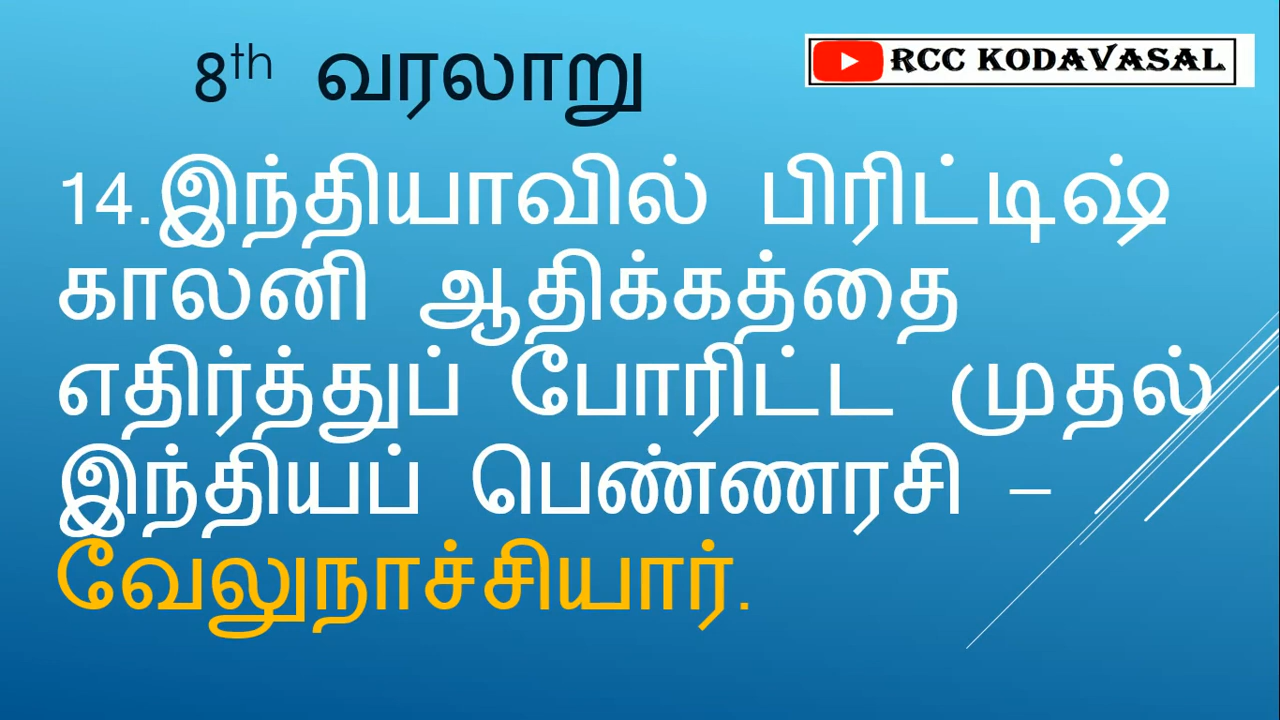 8th வரலாறு
RCC KODAVASAL
14.இந்தியாவில் பிரிட்டிஷ்
காலனி ஆதிக்கத்தை
எதிர்த்துப் போரிட்ட முதல்
இந்தியப் பெண்ணரசி –
வேலுநாச்சியார்.